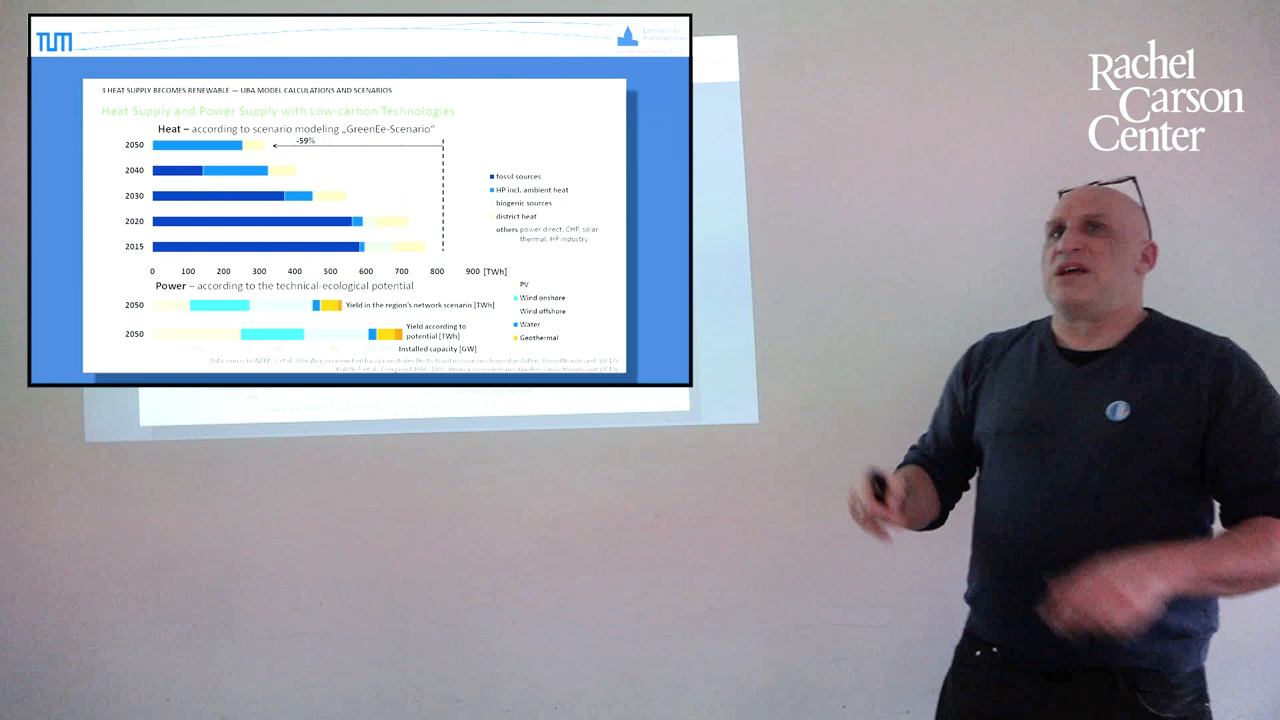 TUM
Rachel
Carson
Center
3 HEAT SUPPLY BECOMES RENEWABLE — UBA MODEL CALCULATIONS AND SCENARIOS
Heat Supply and Power Supply with Low-carbon Technologies
Heat – according to scenario modeling „GreenEe-Scenario“
-59%
2050
2040
2030
2020
2015
0 100 200 300 400 500 600 700 800 900 [TWh]
fossil sources
HP incl. ambient heat
biogenic sources
district heat
others power direct, CHP, solar
thermal, HP industry
Power – according to the technical-ecological potential
2050
Yield in the region's network scenario [TWh]
2050
Yield according to
potential [TWh]
Installed capacity [GW]
PV
Wind onshore
Wind offshore
Water
Geothermal